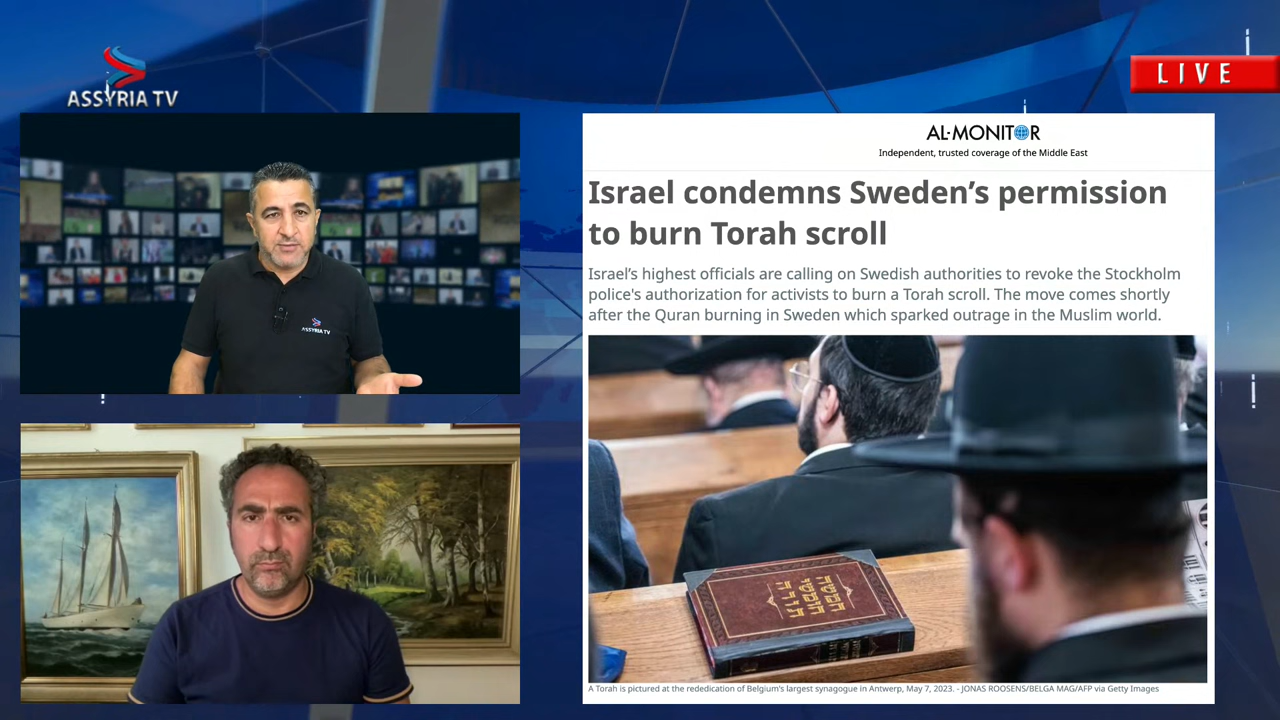 ASSYRIA TV
LIVE
ASSYRIA TV
AL-MONITOR
Independent, trusted coverage of the Middle East
Israel condemns Sweden's permission
to burn Torah scroll
Israel's highest officials are calling on Swedish authorities to revoke the Stockholm
police's authorization for activists to burn a Torah scroll. The move comes shortly
after the Quran burning in Sweden which sparked outrage in the Muslim world.
A Torah is pictured at the rededication of Belgium's largest synagogue in Antwerp, May 7, 2023. - JONAS ROOSENS/BELGA MAG/AFP via Getty Images